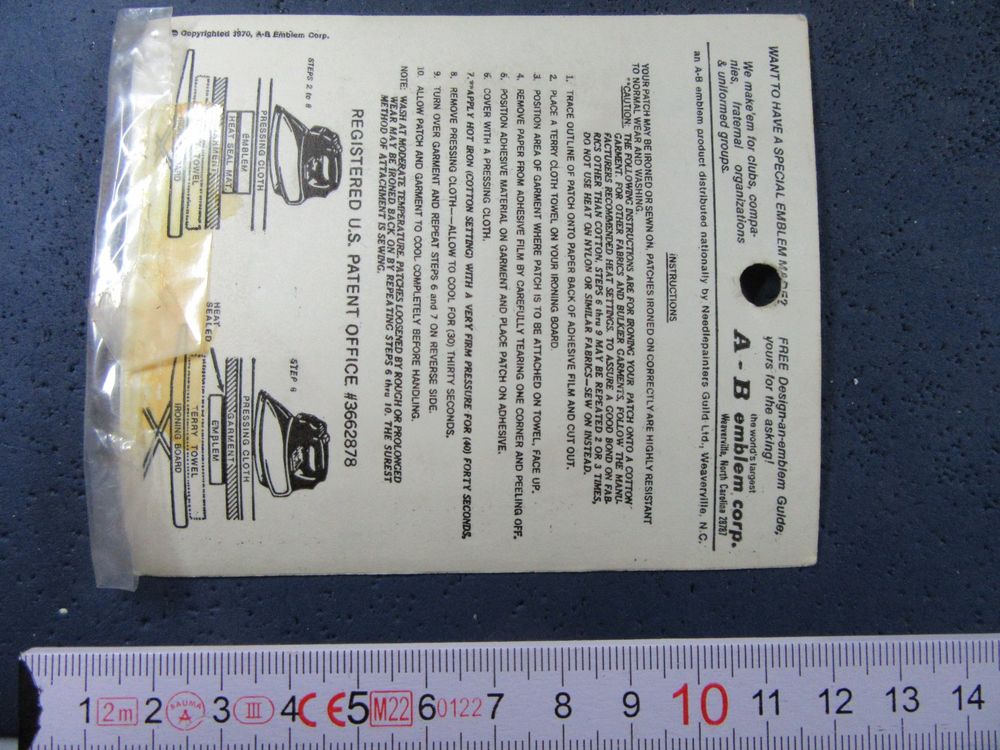 WANT TO HAVE A SPECIAL EMBLEM MADE?
We make'em for clubs, compa-
nies, fraternal organizations
& uniformed groups.
FREE Design-an-emblem Guide,
yours for the asking!
A-B emblem corp.
the world's largest
Weaverville, North Carolina 28787
an A-B emblem product distributed nationally by Needlepainters Guild Ltd., Weaverville, N.C.
INSTRUCTIONS
YOUR PATCH MAY BE IRONED OR SEWN ON. PATCHES IRONED ON CORRECTLY ARE HIGHLY RESISTANT
TO NORMAL WEAR AND WASHING.
**CAUTION: THE FOLLOWING INSTRUCTIONS ARE FOR IRONING YOUR PATCH ONTO A COTTON
GARMENT. FOR OTHER FABRICS AND BULKIER GARMENTS, FOLLOW THE MANU-
FACTURERS RECOMMENDED HEAT SETTINGS. TO ASSURE A GOOD BOND ON FAB-
RICS OTHER THAN COTTON, STEPS 6 thru 9 MAY BE REPEATED 2 OR 3 TIMES,
DO NOT USE HEAT ON NYLON OR SIMILAR FABRICS—SEW ON INSTEAD.
1. TRACE OUTLINE OF PATCH ONTO PAPER BACK OF ADHESIVE FILM AND CUT OUT.
2. PLACE A TERRY CLOTH TOWEL ON YOUR IRONING BOARD.
3. POSITION AREA OF GARMENT WHERE PATCH IS TO BE ATTACHED ON TOWEL, FACE UP.
4. REMOVE PAPER FROM ADHESIVE FILM BY CAREFULLY TEARING ONE CORNER AND PEELING OFF.
5. POSITION ADHESIVE MATERIAL ON GARMENT AND PLACE PATCH ON ADHESIVE.
6. COVER WITH A PRESSING CLOTH.
7.**APPLY HOT IRON (COTTON SETTING) WITH A VERY FIRM PRESSURE FOR (40) FORTY SECONDS,
8. REMOVE PRESSING CLOTH—ALLOW TO COOL FOR (30) THIRTY SECONDS.
9. TURN OVER GARMENT AND REPEAT STEPS 6 and 7 ON REVERSE SIDE.
10. ALLOW PATCH AND GARMENT TO COOL COMPLETELY BEFORE HANDLING.
NOTE: WASH AT MODERATE TEMPERATURE. PATCHES LOOSENED BY ROUGH OR PROLONGED
WEAR MAY BE IRONED BACK ON BY REPEATING STEPS 6 thru 10. THE SUREST
METHOD OF ATTACHMENT IS SEWING.
REGISTERED U.S. PATENT OFFICE #3662878
STEPS 2 to 8
PRESSING CLOTH
EMBLEM
HEAT SEAL MAT.
GARMENT
TOWEL
BOARD
STEP 9
PRESSING CLOTH
GARMENT
EMBLEM
TERRY TOWEL
IRONING BOARD
HEAT
SEALED
© Copyrighted 1970, A-B Emblem Corp.
1 2m 2 BAUMA 3 III 4 CE 5 M22 6 0122 7 8 9 10 11 12 13 14